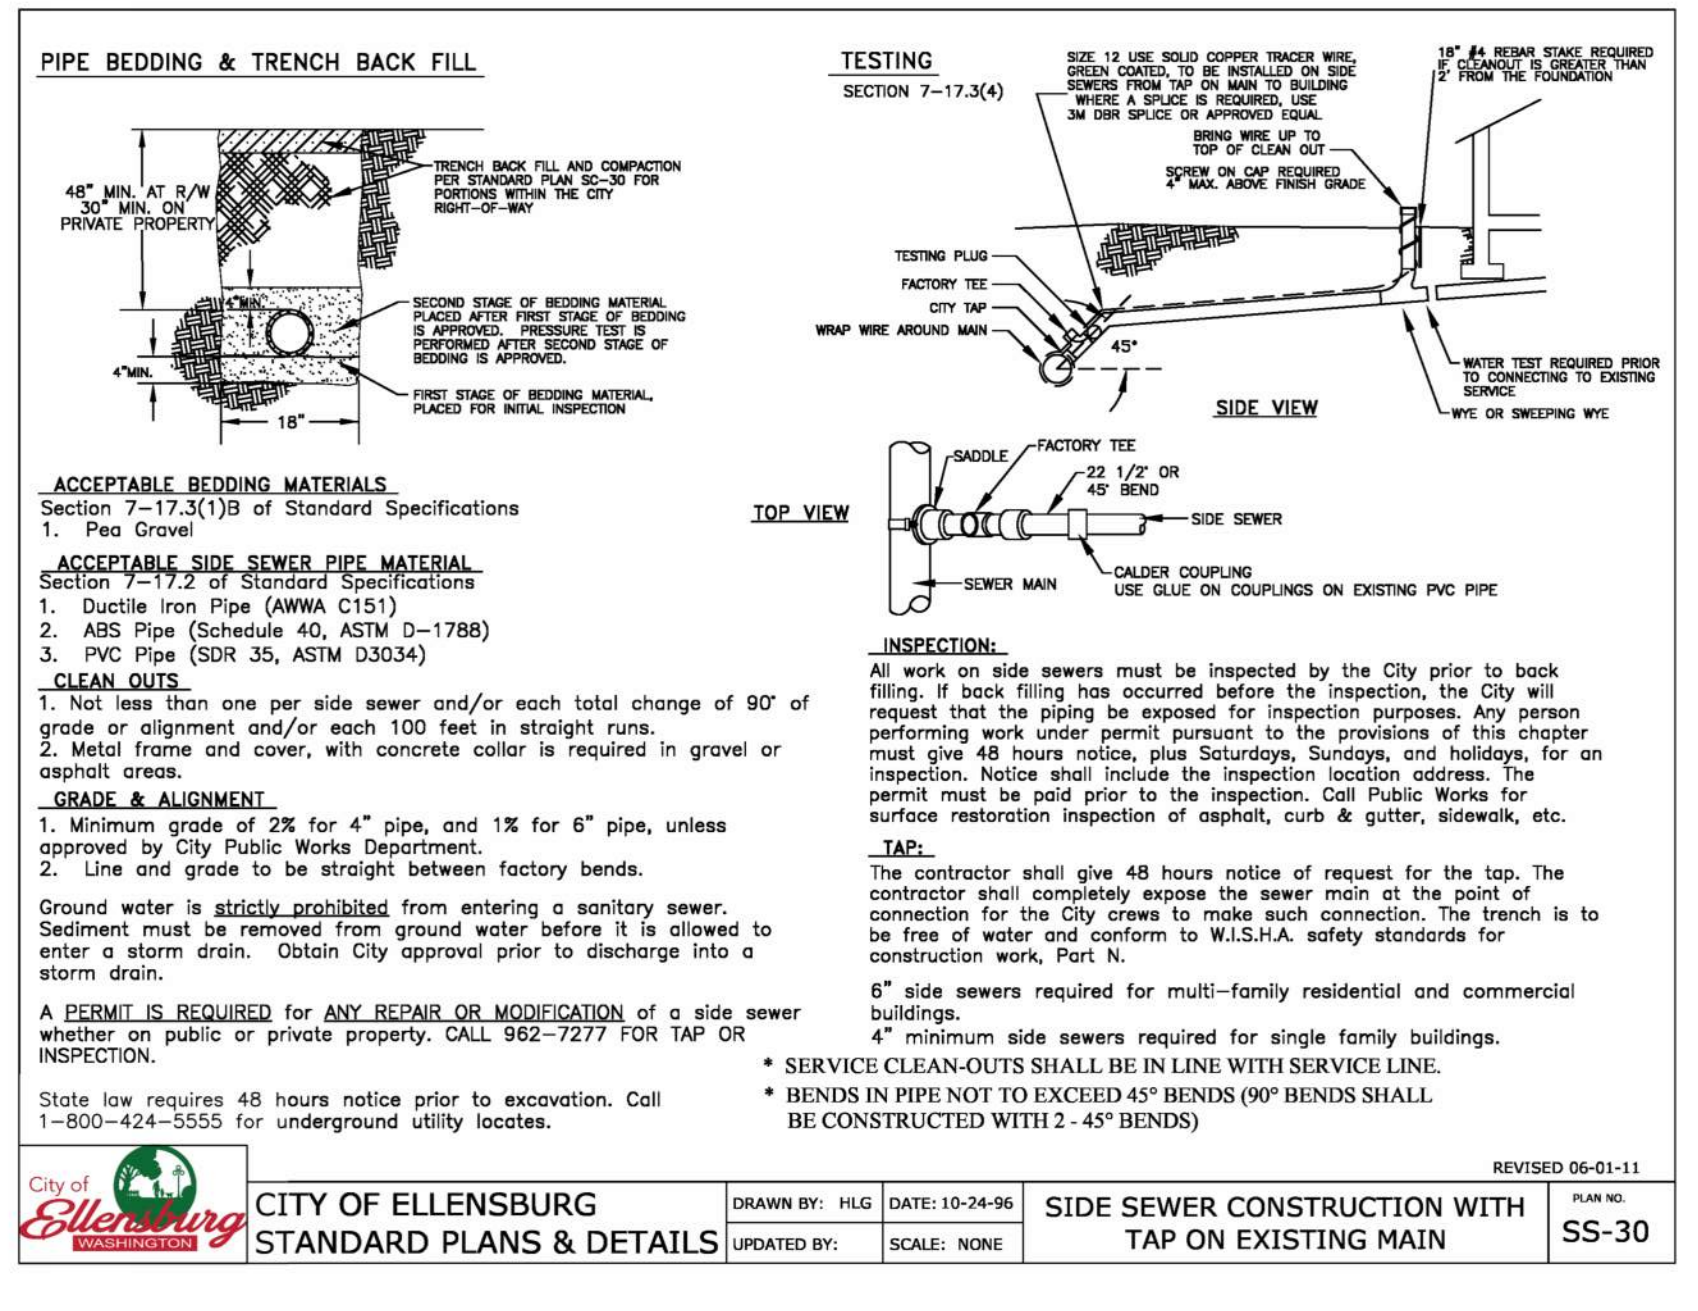 PIPE BEDDING & TRENCH BACK FILL
48" MIN. AT R/W
30" MIN. ON
PRIVATE PROPERTY
TRENCH BACK FILL AND COMPACTION
PER STANDARD PLAN SC-30 FOR
PORTIONS WITHIN THE CITY
RIGHT-OF-WAY
4"MIN.
SECOND STAGE OF BEDDING MATERIAL
PLACED AFTER FIRST STAGE OF BEDDING
IS APPROVED. PRESSURE TEST IS
PERFORMED AFTER SECOND STAGE OF
BEDDING IS APPROVED.
4"MIN.
FIRST STAGE OF BEDDING MATERIAL,
PLACED FOR INITIAL INSPECTION
18"
ACCEPTABLE BEDDING MATERIALS
Section 7-17.3(1)B of Standard Specifications
1. Pea Gravel
ACCEPTABLE SIDE SEWER PIPE MATERIAL
Section 7-17.2 of Standard Specifications
1. Ductile Iron Pipe (AWWA C151)
2. ABS Pipe (Schedule 40, ASTM D-1788)
3. PVC Pipe (SDR 35, ASTM D3034)
CLEAN OUTS
1. Not less than one per side sewer and/or each total change of 90° of
grade or alignment and/or each 100 feet in straight runs.
2. Metal frame and cover, with concrete collar is required in gravel or
asphalt areas.
GRADE & ALIGNMENT
1. Minimum grade of 2% for 4" pipe, and 1% for 6" pipe, unless
approved by City Public Works Department.
2. Line and grade to be straight between factory bends.
Ground water is strictly prohibited from entering a sanitary sewer.
Sediment must be removed from ground water before it is allowed to
enter a storm drain. Obtain City approval prior to discharge into a
storm drain.
A PERMIT IS REQUIRED for ANY REPAIR OR MODIFICATION of a side sewer
whether on public or private property. CALL 962-7277 FOR TAP OR
INSPECTION.
State law requires 48 hours notice prior to excavation. Call
1-800-424-5555 for underground utility locates.
TESTING
SECTION 7-17.3(4)
SIZE 12 USE SOLID COPPER TRACER WIRE,
GREEN COATED, TO BE INSTALLED ON SIDE
SEWERS FROM TAP ON MAIN TO BUILDING
WHERE A SPLICE IS REQUIRED, USE
3M DBR SPLICE OR APPROVED EQUAL
18" #4 REBAR STAKE REQUIRED
IF CLEANOUT IS GREATER THAN
2' FROM THE FOUNDATION
BRING WIRE UP TO
TOP OF CLEAN OUT
SCREW ON CAP REQUIRED
4" MAX. ABOVE FINISH GRADE
TESTING PLUG
FACTORY TEE
CITY TAP
WRAP WIRE AROUND MAIN
45°
WATER TEST REQUIRED PRIOR
TO CONNECTING TO EXISTING
SERVICE
WYE OR SWEEPING WYE
SIDE VIEW
TOP VIEW
SADDLE
FACTORY TEE
22 1/2° OR
45° BEND
SIDE SEWER
SEWER MAIN
CALDER COUPLING
USE GLUE ON COUPLINGS ON EXISTING PVC PIPE
INSPECTION:
All work on side sewers must be inspected by the City prior to back
filling. If back filling has occurred before the inspection, the City will
request that the piping be exposed for inspection purposes. Any person
performing work under permit pursuant to the provisions of this chapter
must give 48 hours notice, plus Saturdays, Sundays, and holidays, for an
inspection. Notice shall include the inspection location address. The
permit must be paid prior to the inspection. Call Public Works for
surface restoration inspection of asphalt, curb & gutter, sidewalk, etc.
TAP:
The contractor shall give 48 hours notice of request for the tap. The
contractor shall completely expose the sewer main at the point of
connection for the City crews to make such connection. The trench is to
be free of water and conform to W.I.S.H.A. safety standards for
construction work, Part N.
6" side sewers required for multi-family residential and commercial
buildings.
4" minimum side sewers required for single family buildings.
* SERVICE CLEAN-OUTS SHALL BE IN LINE WITH SERVICE LINE.
* BENDS IN PIPE NOT TO EXCEED 45° BENDS (90° BENDS SHALL
BE CONSTRUCTED WITH 2 - 45° BENDS)
REVISED 06-01-11
City of
Ellensburg
WASHINGTON
CITY OF ELLENSBURG
STANDARD PLANS & DETAILS
DRAWN BY: HLG
DATE: 10-24-96
UPDATED BY:
SCALE: NONE
SIDE SEWER CONSTRUCTION WITH
TAP ON EXISTING MAIN
PLAN NO.
SS-30